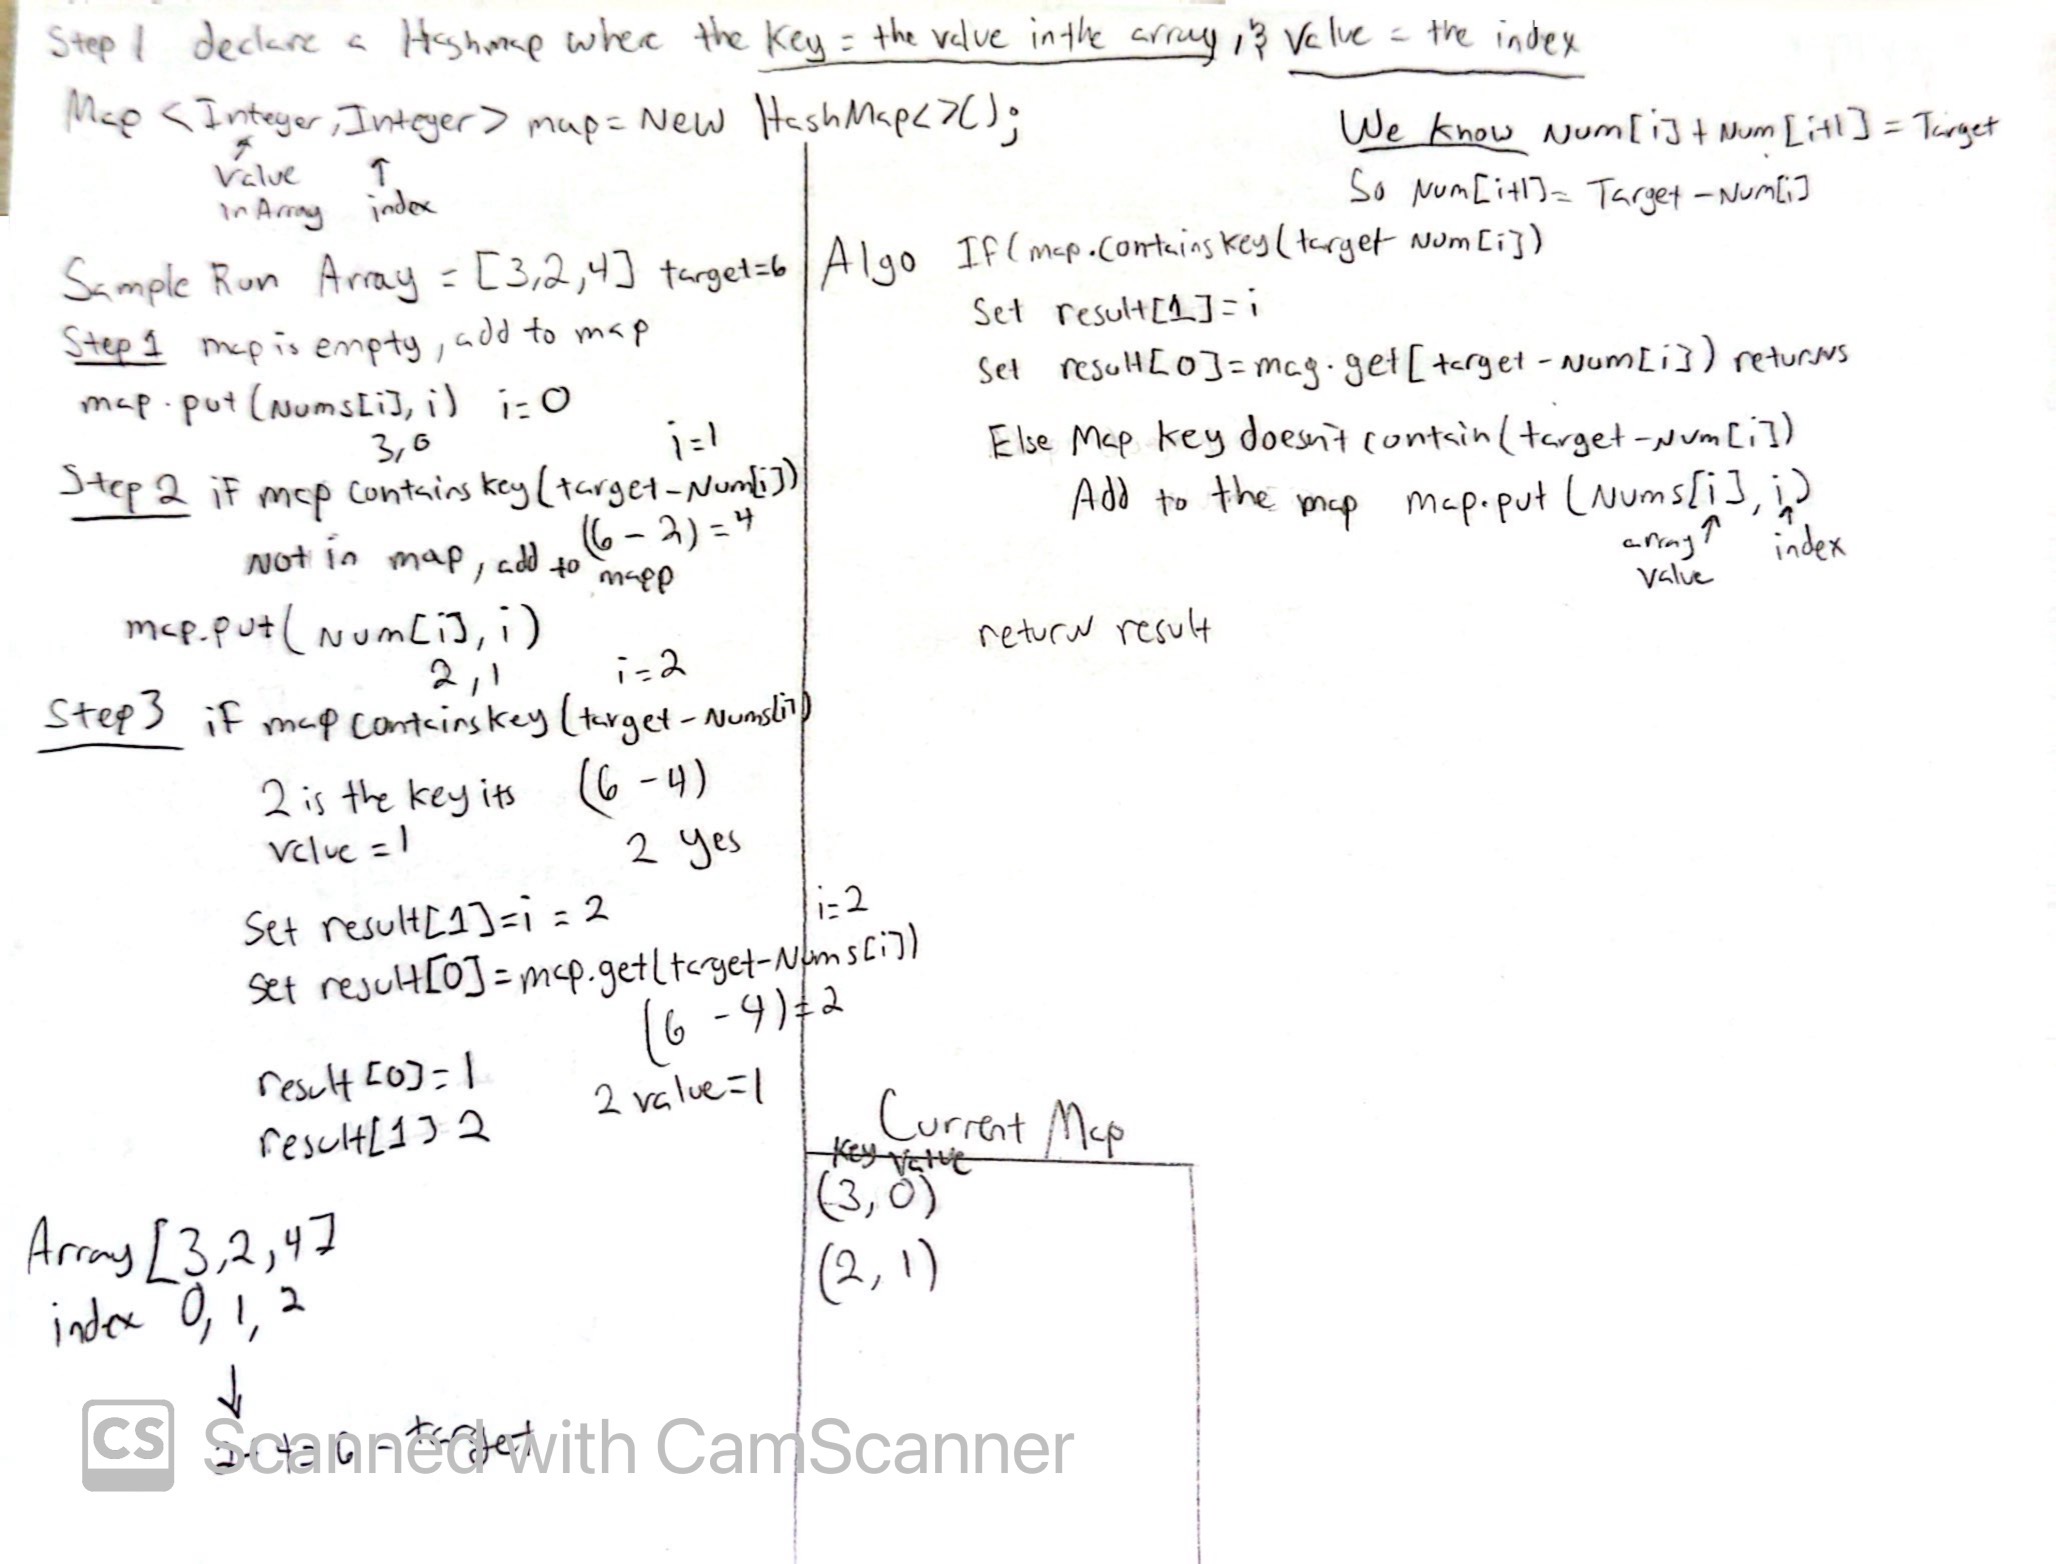 Step 1 declare a Hashmap where the Key = the value in the array, & Value = the index
Map <Integer, Integer> map = New HashMap<>();
Value in Array
index
Sample Run Array = [3,2,4] target=6
Step 1 map is empty, add to map
map.put(Nums[i], i) i=0
3,0
i=1
Step 2 if map contains key (target-Num[i])
(6-2) = 4
Not in map, add to mapp
map.put(Num[i], i)
2,1
i=2
Step 3 if map containskey (target-Nums[i])
2 is the key its (6-4)
value = 1
2 yes
Set result[1]=i = 2
i=2
Set result[0]=map.get(target-Nums[i])
(6-4)=2
result[0]=1
2 value=1
result[1] 2
Array [3,2,4]
index 0, 1, 2
target
We Know Num[i] + Num[i+1] = Target
So Num[i+1] = Target - Num[i]
Algo If(map.Contains Key(target Num[i])
Set result[1]=i
Set result[0]=mag.get[target-Num[i]) returns
Else Map key doesn't contain (target-Num[i])
Add to the map map.put (Nums[i], i)
array value
index
return result
Current Map
Key Value
(3,0)
(2,1)
CS Scanned with CamScanner